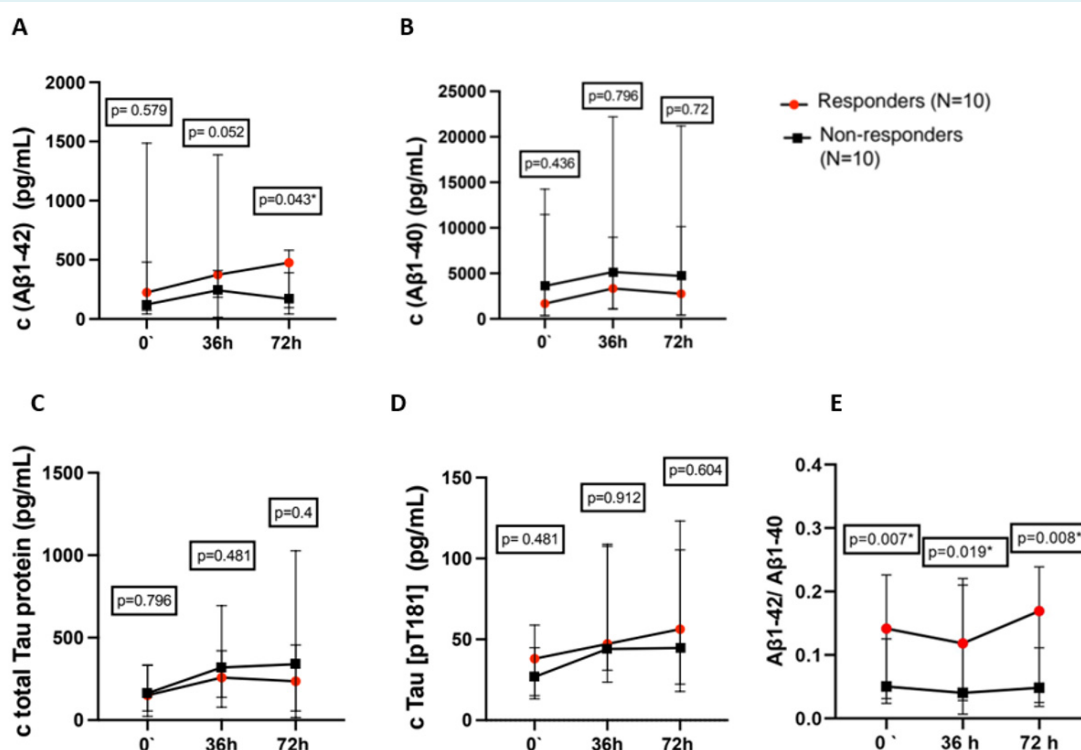 A
c (Aβ1-42) (pg/mL)
2000
1500
1000
500
0
p= 0.579
p= 0.052
p=0.043*
0`
36h
72h
B
c (Aβ1-40) (pg/mL)
25000
20000
15000
10000
5000
0
p=0.436
p=0.796
p=0.72
0`
36h
72h
Responders (N=10)
Non-responders
(N=10)
C
c total Tau protein (pg/mL)
1500
1000
500
0
p=0.796
p=0.481
p=0.4
0`
36h
72h
D
c Tau [pT181] (pg/mL)
150
100
50
0
p= 0.481
p=0.912
p=0.604
0`
36h
72h
E
Aβ1-42/ Aβ1-40
0.4
0.3
0.2
0.1
0.0
p=0.007*
p=0.019*
p=0.008*
0`
36h
72 h